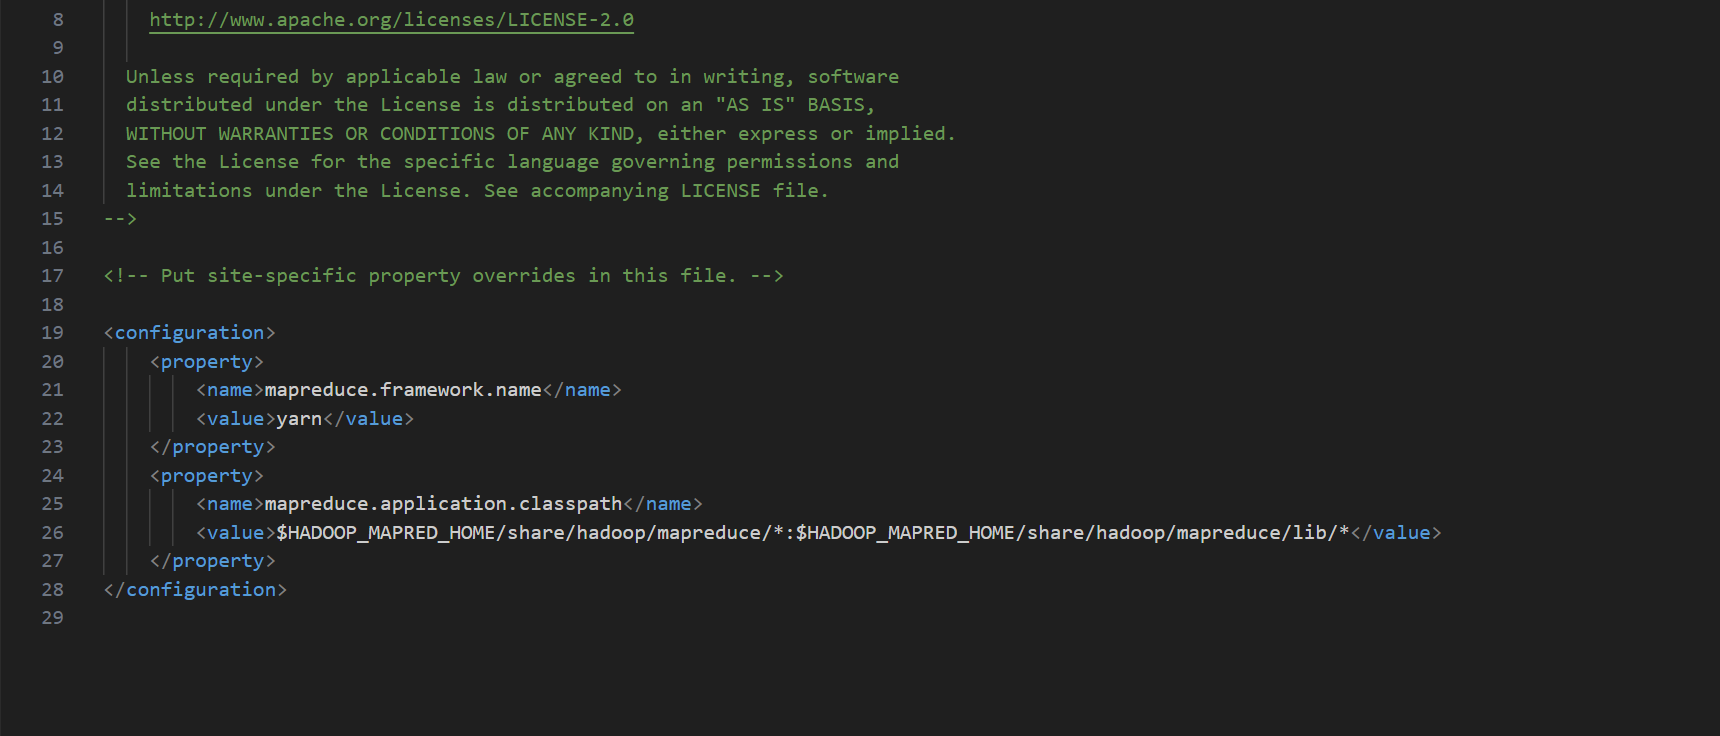 8 http://www.apache.org/licenses/LICENSE-2.0
9
10 Unless required by applicable law or agreed to in writing, software
11 distributed under the License is distributed on an "AS IS" BASIS,
12 WITHOUT WARRANTIES OR CONDITIONS OF ANY KIND, either express or implied.
13 See the License for the specific language governing permissions and
14 limitations under the License. See accompanying LICENSE file.
15 -->
16
17 <!-- Put site-specific property overrides in this file. -->
18
19 <configuration>
20 <property>
21 <name>mapreduce.framework.name</name>
22 <value>yarn</value>
23 </property>
24 <property>
25 <name>mapreduce.application.classpath</name>
26 <value>$HADOOP_MAPRED_HOME/share/hadoop/mapreduce/*:$HADOOP_MAPRED_HOME/share/hadoop/mapreduce/lib/*</value>
27 </property>
28 </configuration>
29